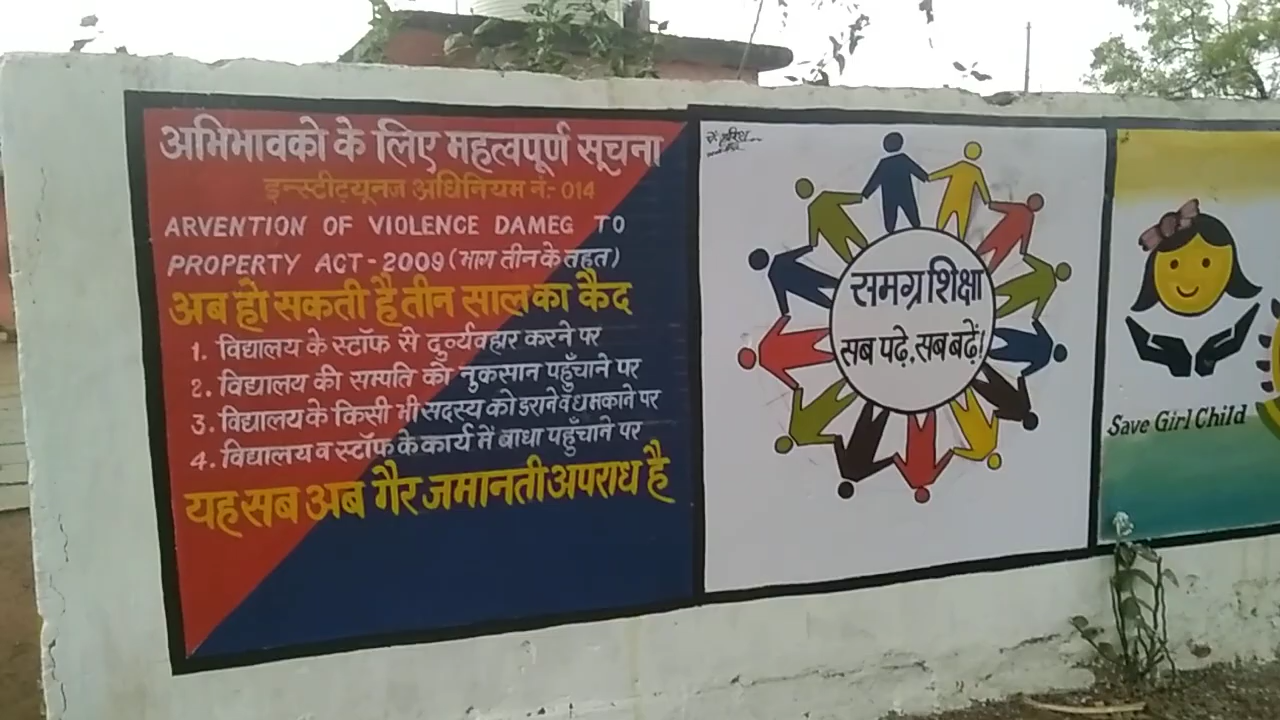 अभिभावको के लिए महत्वपूर्ण सूचना
इन्स्टीट्यूनज अधिनियम नं:- 014
ARVENTION OF VIOLENCE DAMEG TO
PROPERTY ACT - 2009 (भाग तीन के तहत)
अब हो सकती है तीन साल का कैद
1. विद्यालय के स्टॉफ से दुर्व्यवहार करने पर
2. विद्यालय की सम्पति को नुकसान पहुँचाने पर
3. विद्यालय के किसी भी सदस्य को डराने व धमकाने पर
4. विद्यालय व स्टॉफ के कार्य में बाधा पहुँचाने पर
यह सब अब गैर जमानती अपराध है
समग्र शिक्षा
सब पढ़े, सब बढ़ें!
Save Girl Child